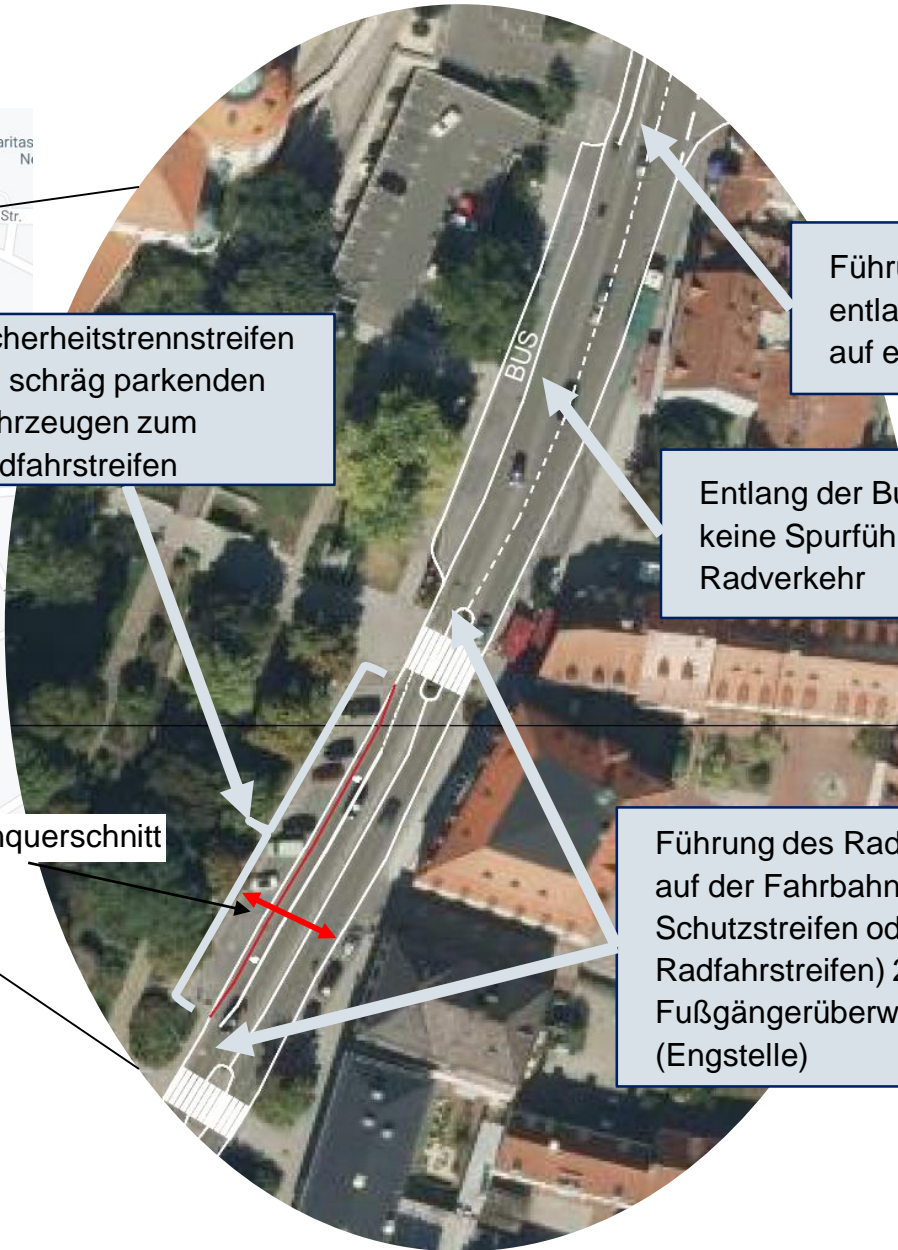 aritas
Ne
Str.
Führu
entla
auf e
cherheitstrennstreifen
schräg parkenden
hrzeugen zum
dfahrstreifen
BUS
Entlang der Bu
keine Spurfüh
Radverkehr
nquerschnitt
Führung des Rad
auf der Fahrbahn
Schutzstreifen od
Radfahrstreifen) 2
Fußgängerüberw
(Engstelle)